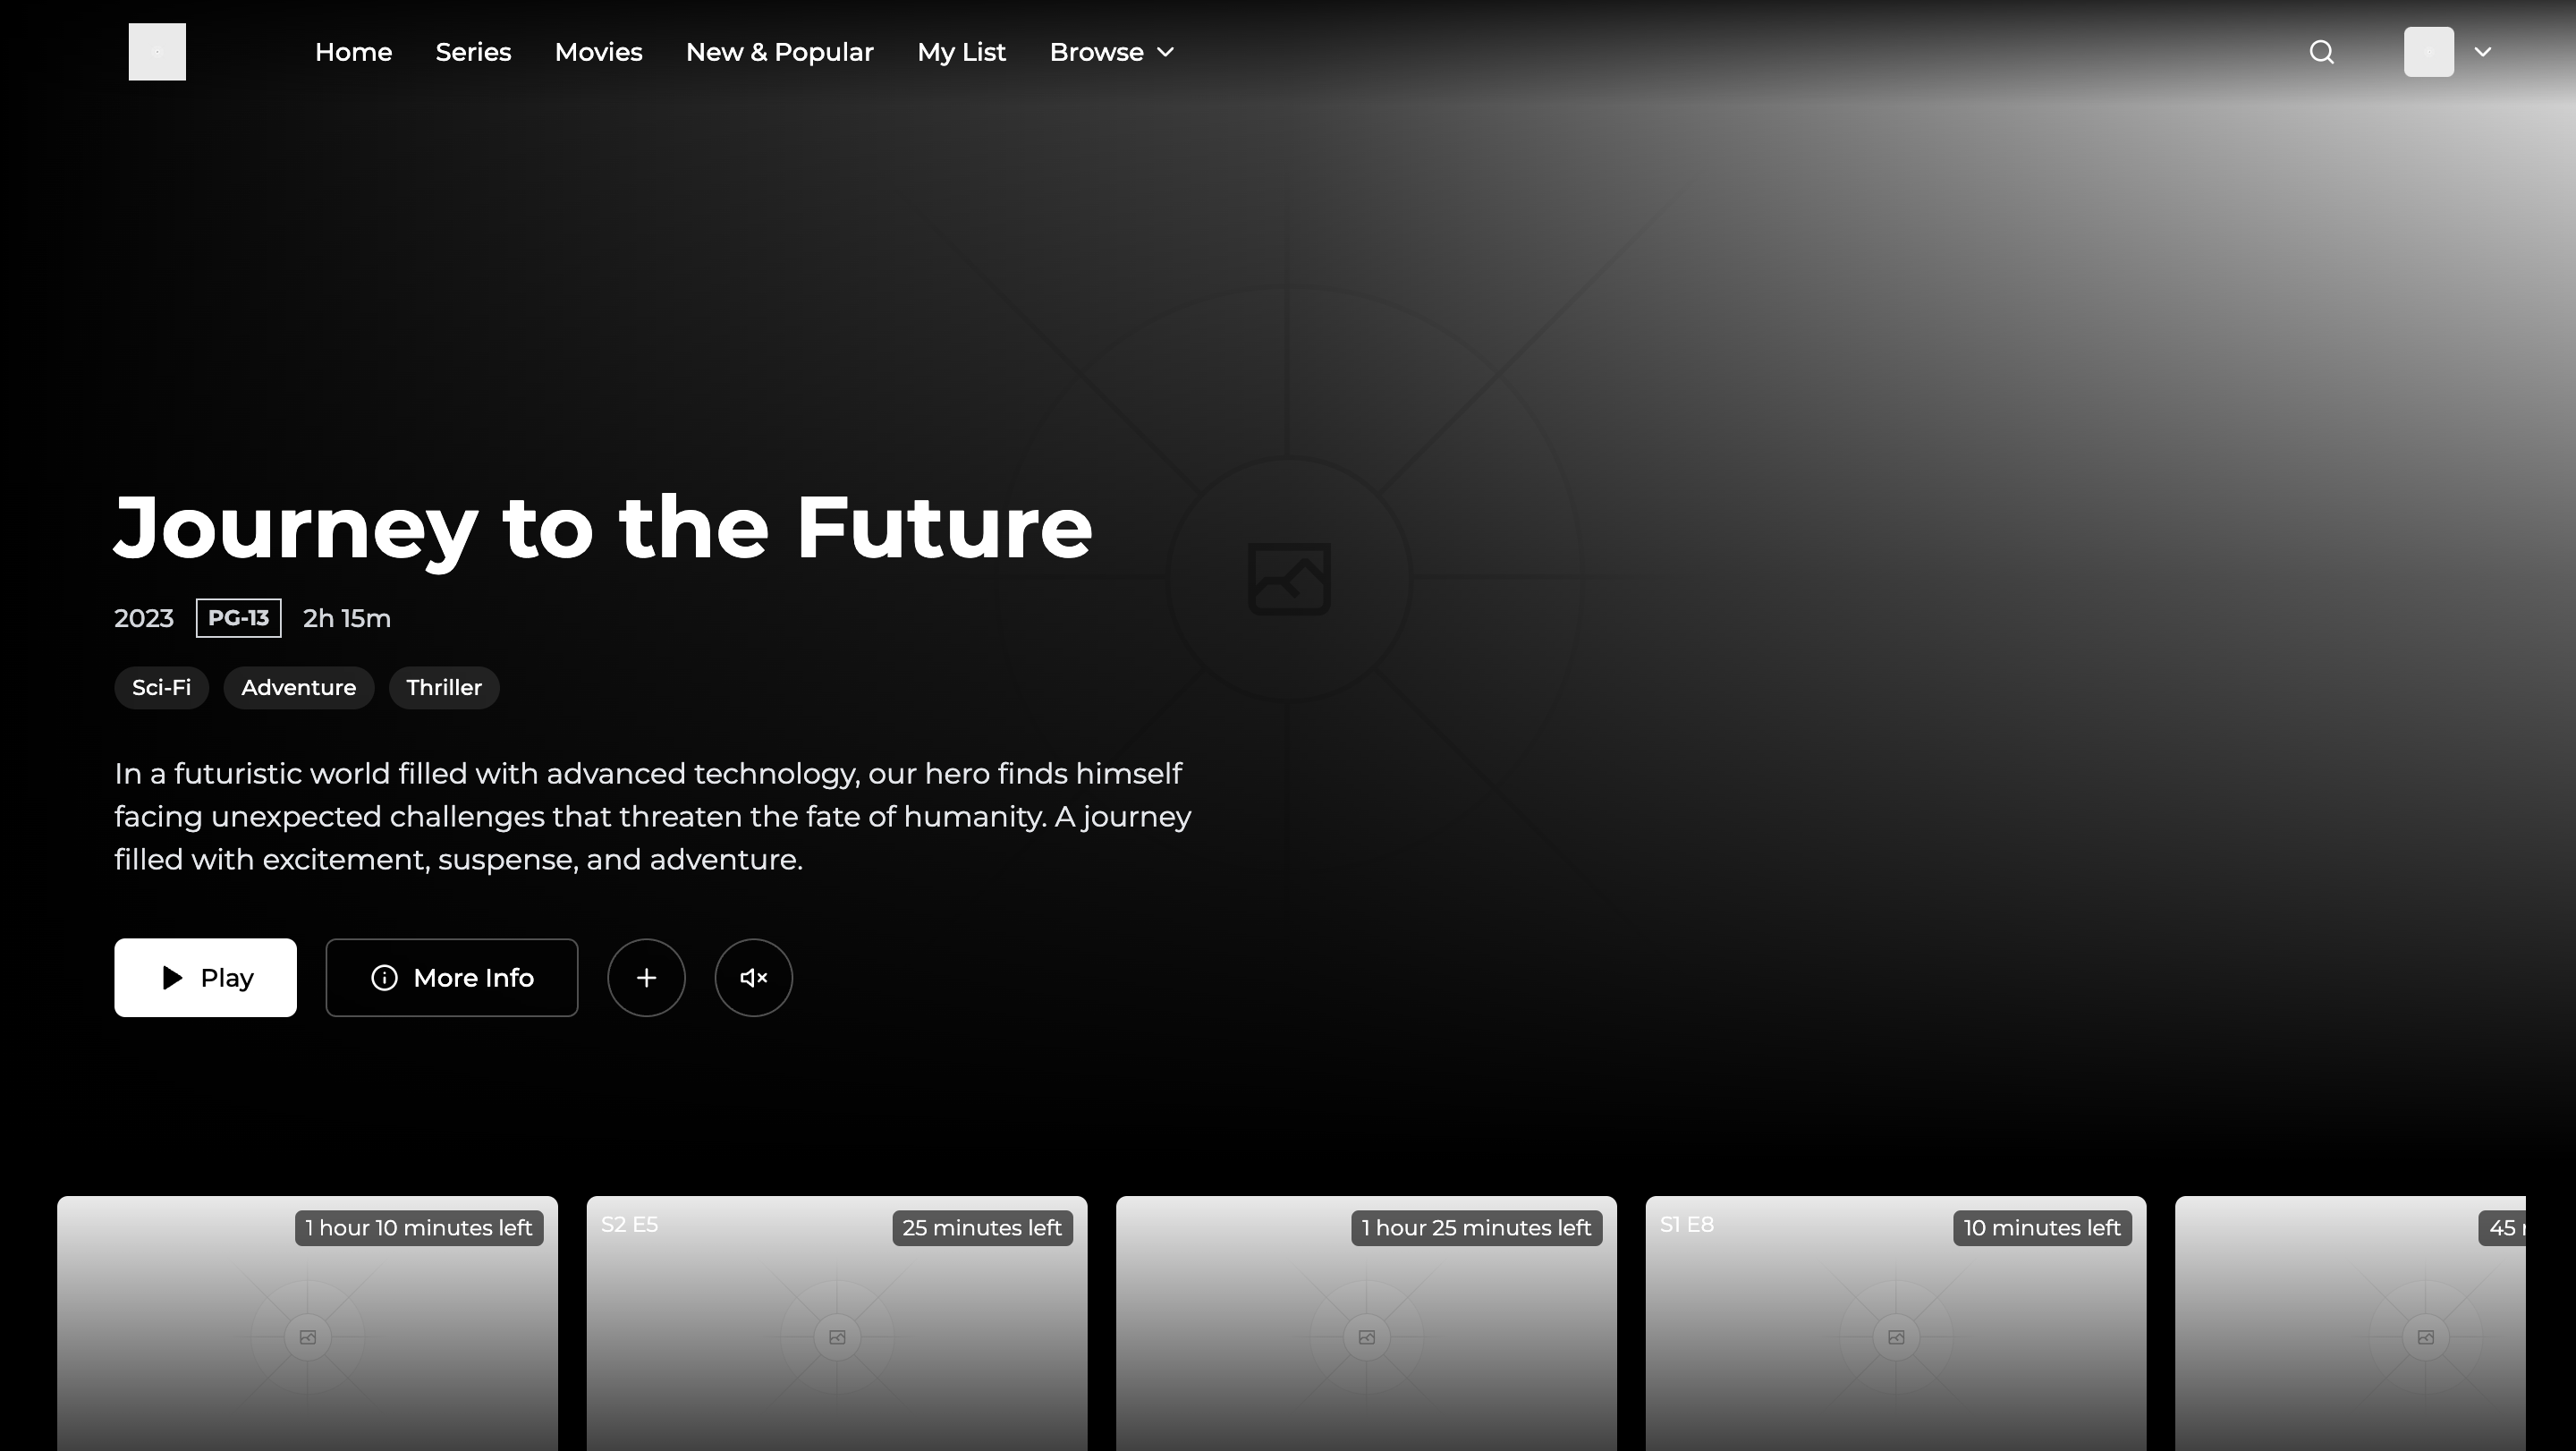 Home Series Movies New & Popular My List Browse
Journey to the Future
2023 PG-13 2h 15m
Sci-Fi Adventure Thriller
In a futuristic world filled with advanced technology, our hero finds himself
facing unexpected challenges that threaten the fate of humanity. A journey
filled with excitement, suspense, and adventure.
Play More Info
1 hour 10 minutes left S2 E5 25 minutes left 1 hour 25 minutes left S1 E8 10 minutes left 45